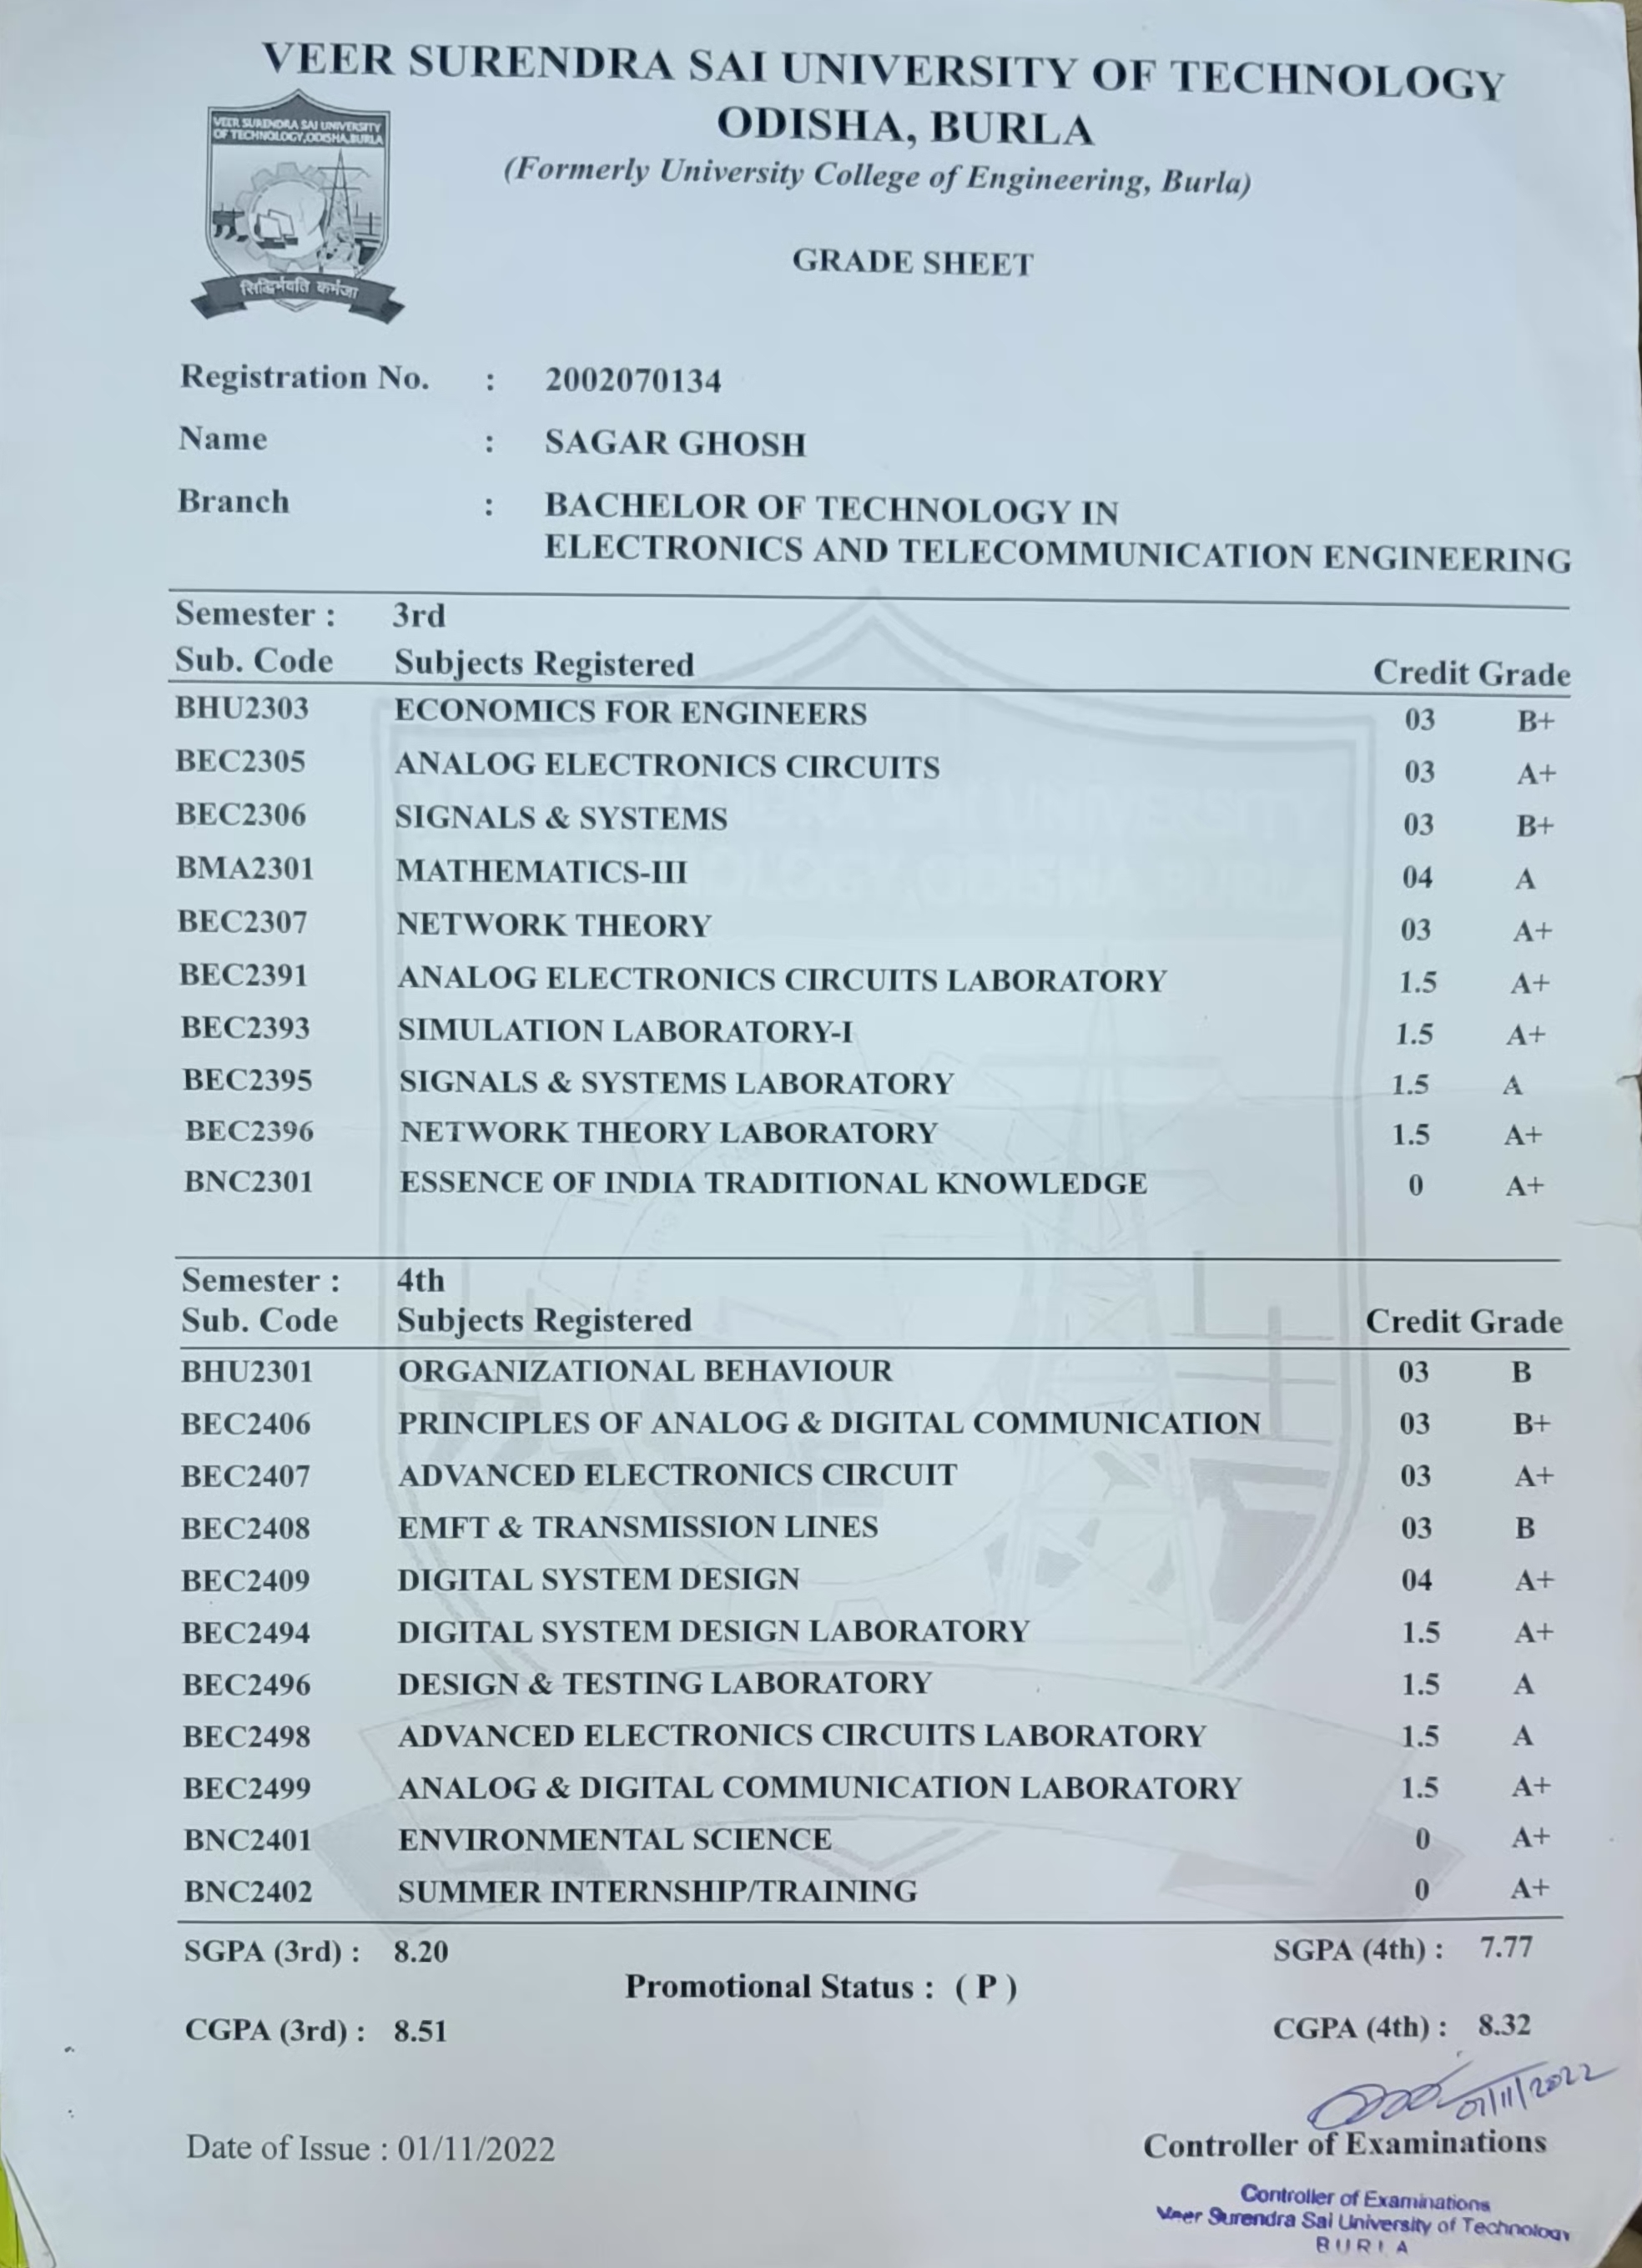 VEER SURENDRA SAI UNIVERSITY OF TECHNOLOGY
ODISHA, BURLA
(Formerly University College of Engineering, Burla)
VEER SURENDRA SAI UNIVERSITY
OF TECHNOLOGY,ODISHA,BURLA
सिद्धिर्भवति कर्मजा
GRADE SHEET
Registration No. : 2002070134
Name : SAGAR GHOSH
Branch : BACHELOR OF TECHNOLOGY IN
ELECTRONICS AND TELECOMMUNICATION ENGINEERING
Semester : 3rd
Sub. Code Subjects Registered Credit Grade
BHU2303 ECONOMICS FOR ENGINEERS 03 B+
BEC2305 ANALOG ELECTRONICS CIRCUITS 03 A+
BEC2306 SIGNALS & SYSTEMS 03 B+
BMA2301 MATHEMATICS-III 04 A
BEC2307 NETWORK THEORY 03 A+
BEC2391 ANALOG ELECTRONICS CIRCUITS LABORATORY 1.5 A+
BEC2393 SIMULATION LABORATORY-I 1.5 A+
BEC2395 SIGNALS & SYSTEMS LABORATORY 1.5 A
BEC2396 NETWORK THEORY LABORATORY 1.5 A+
BNC2301 ESSENCE OF INDIA TRADITIONAL KNOWLEDGE 0 A+
Semester : 4th
Sub. Code Subjects Registered Credit Grade
BHU2301 ORGANIZATIONAL BEHAVIOUR 03 B
BEC2406 PRINCIPLES OF ANALOG & DIGITAL COMMUNICATION 03 B+
BEC2407 ADVANCED ELECTRONICS CIRCUIT 03 A+
BEC2408 EMFT & TRANSMISSION LINES 03 B
BEC2409 DIGITAL SYSTEM DESIGN 04 A+
BEC2494 DIGITAL SYSTEM DESIGN LABORATORY 1.5 A+
BEC2496 DESIGN & TESTING LABORATORY 1.5 A
BEC2498 ADVANCED ELECTRONICS CIRCUITS LABORATORY 1.5 A
BEC2499 ANALOG & DIGITAL COMMUNICATION LABORATORY 1.5 A+
BNC2401 ENVIRONMENTAL SCIENCE 0 A+
BNC2402 SUMMER INTERNSHIP/TRAINING 0 A+
SGPA (3rd) : 8.20 SGPA (4th) : 7.77
Promotional Status : ( P )
CGPA (3rd) : 8.51 CGPA (4th) : 8.32
01/11/2022
Date of Issue : 01/11/2022 Controller of Examinations
Controller of Examinations
Veer Surendra Sai University of Technology
BURLA